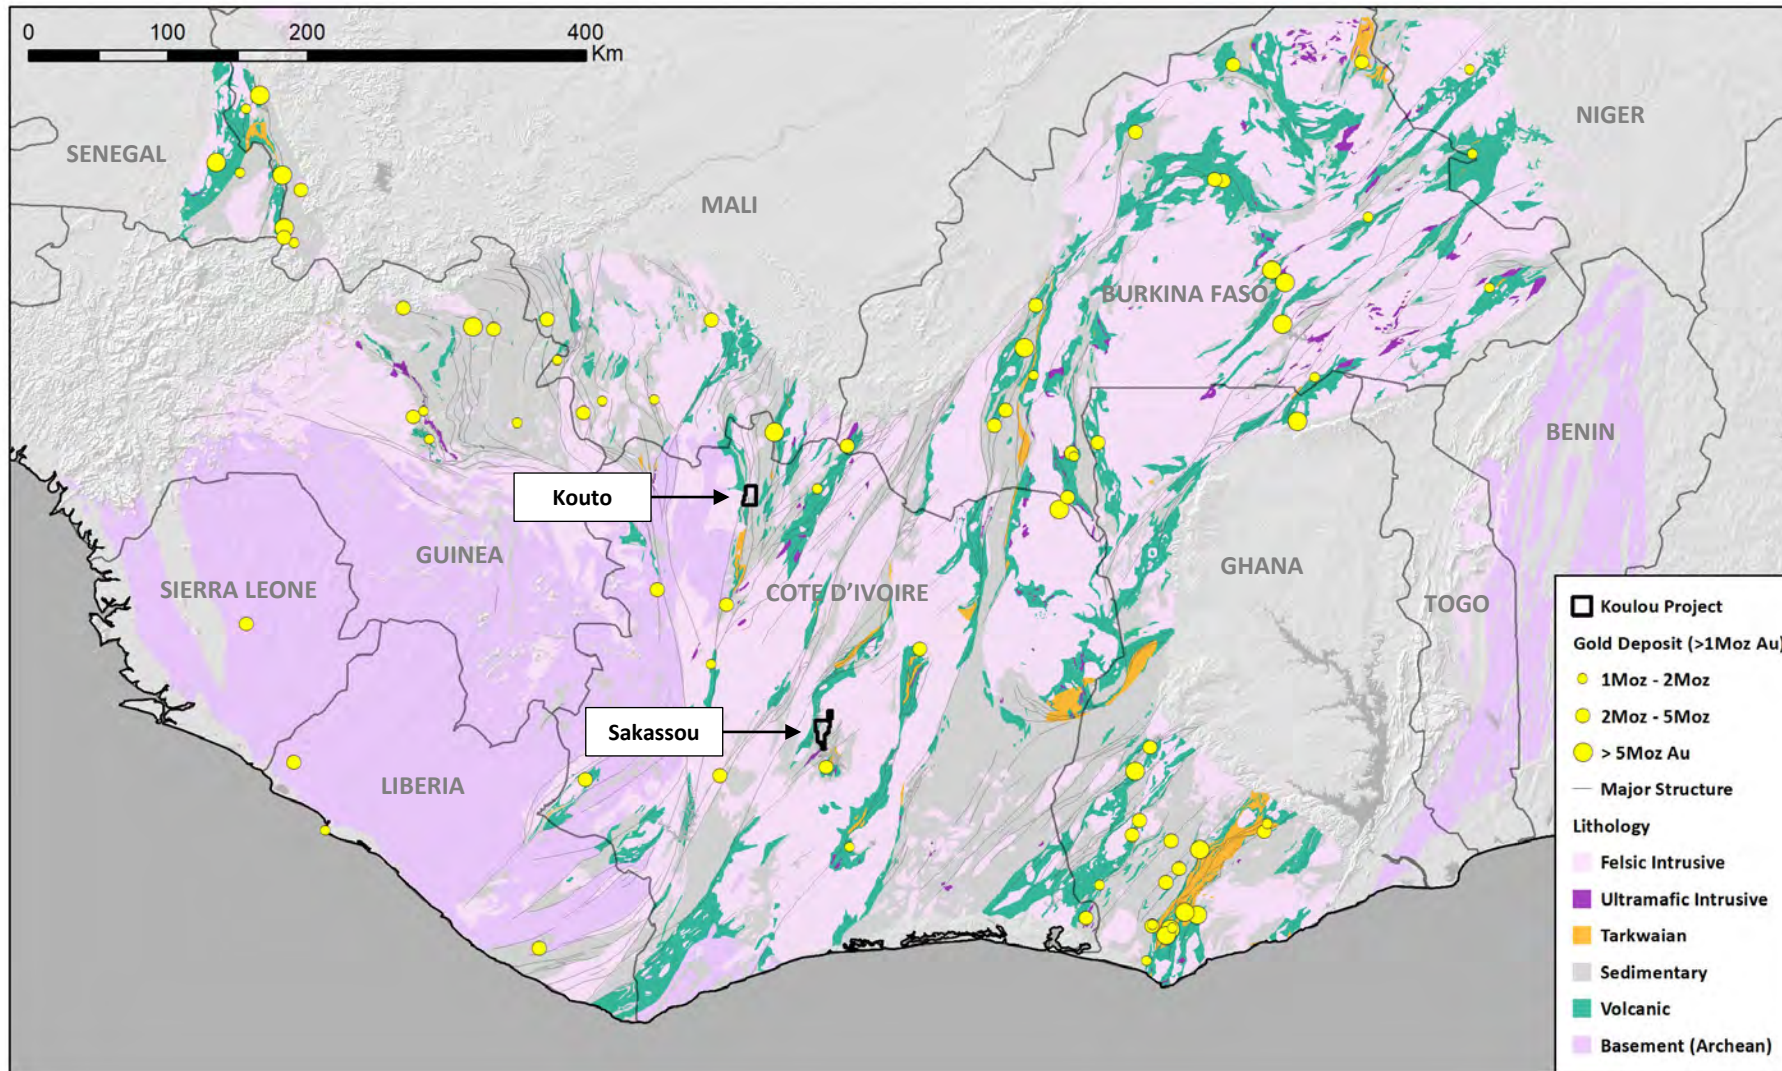 0 100 200 400
Km
NIGER
SENEGAL
MALI
BURKINA FASO
BENIN
Kouto
GUINEA
GHANA
SIERRA LEONE
COTE D'IVOIRE
TOGO
Sakassou
LIBERIA
Koulou Project
Gold Deposit (>1Moz Au)
1Moz - 2Moz
2Moz - 5Moz
> 5Moz Au
Major Structure
Lithology
Felsic Intrusive
Ultramafic Intrusive
Tarkwaian
Sedimentary
Volcanic
Basement (Archean)